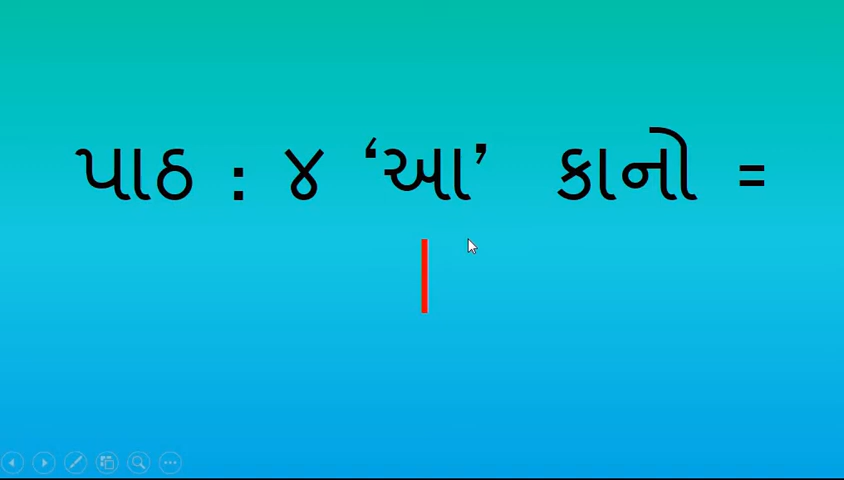 પાઠ : ૪ ‘આ’ કાનો =
ા